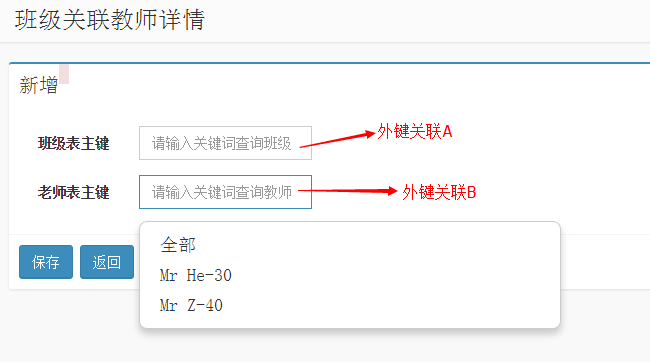 班级关联教师详情
新增
班级表主键 请输入关键词查询班级 外键关联A
老师表主键 请输入关键词查询教师 外键关联B
保存 返回
全部
Mr He-30
Mr Z-40